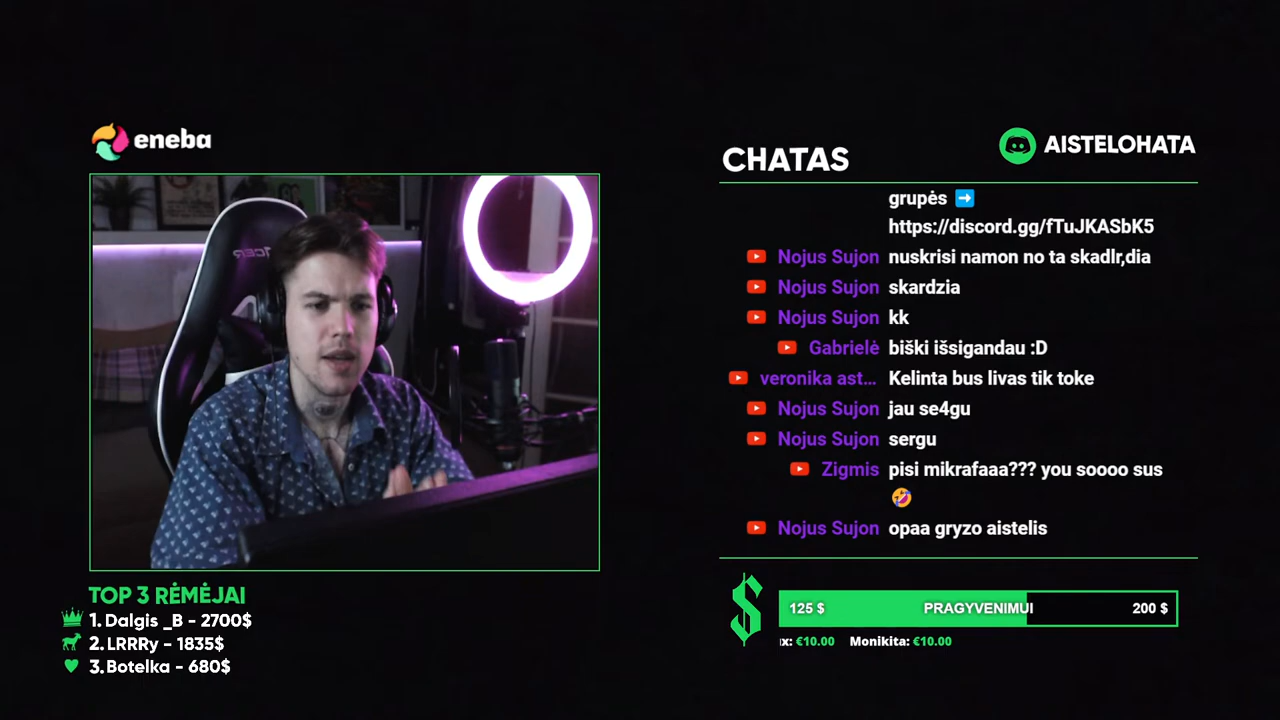 eneba
CHATAS
AISTELOHATA
grupės ➡️
https://discord.gg/fTuJKASbK5
Nojus Sujon nuskrisi namon no ta skadlr,dia
Nojus Sujon skardzia
Nojus Sujon kk
Gabrielė biški išsigandau :D
veronika ast... Kelinta bus livas tik toke
Nojus Sujon jau se4gu
Nojus Sujon sergu
Zigmis pisi mikrafaaa??? you soooo sus
🤣
Nojus Sujon opaa gryzo aistelis
TOP 3 RĖMĖJAI
1. Dalgis _B - 2700$
2. LRRRy - 1835$
3. Botelka - 680$
$
125 $ PRAGYVENIMUI 200 $
x: €10.00 Monikita: €10.00